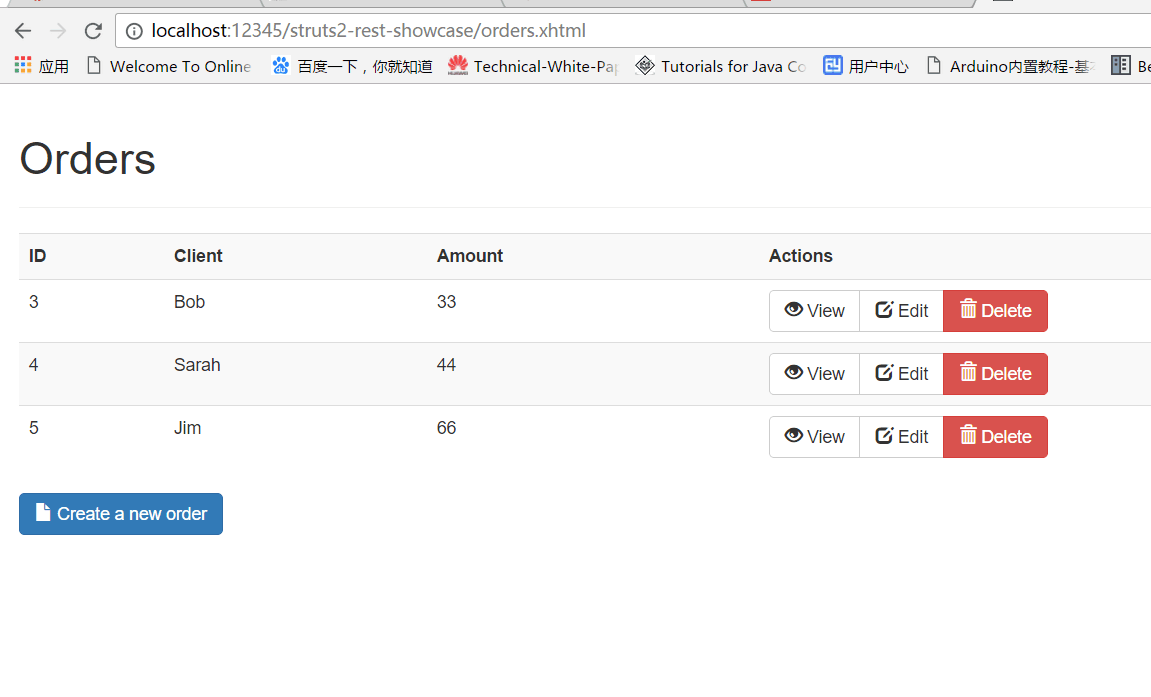 localhost:12345/struts2-rest-showcase/orders.xhtml
应用 Welcome To Online 百度一下，你就知道 HUAWEI Technical-White-Pap Tutorials for Java Co 用户中心 Arduino内置教程-基 Be
Orders
ID Client Amount Actions
3 Bob 33 View Edit Delete
4 Sarah 44 View Edit Delete
5 Jim 66 View Edit Delete
Create a new order